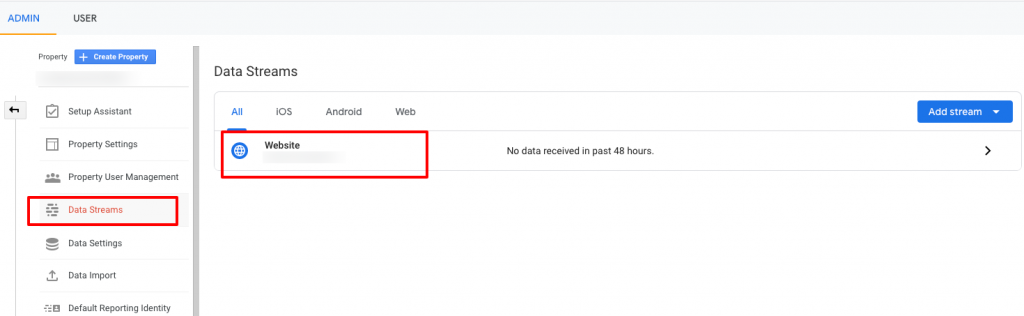 ADMIN
USER
Property
Create Property
Setup Assistant
Property Settings
Property User Management
Data Streams
Data Settings
Data Import
Default Reporting Identity
Data Streams
All
iOS
Android
Web
Add stream
Website
No data received in past 48 hours.